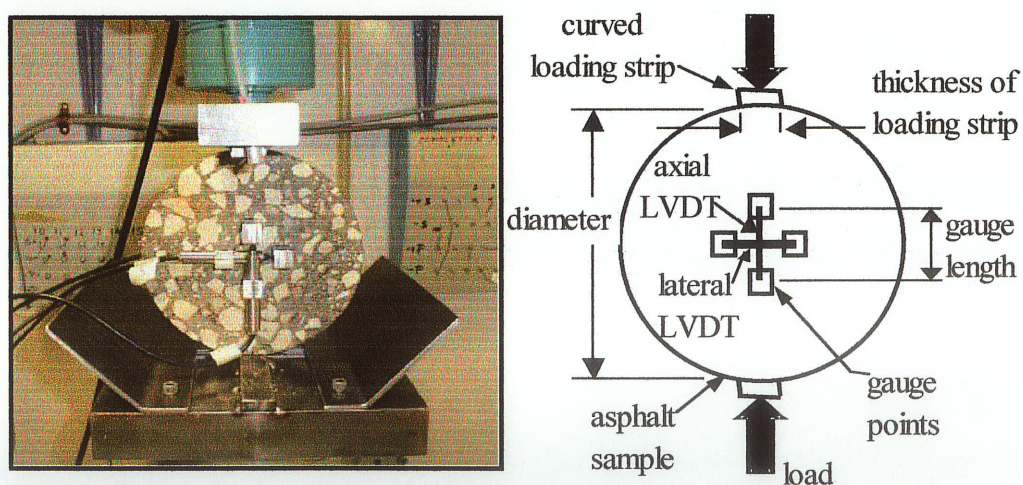 curved
loading strip
thickness of
loading strip
axial
LVDT
diameter
gauge
length
lateral
LVDT
gauge
points
asphalt
sample
load